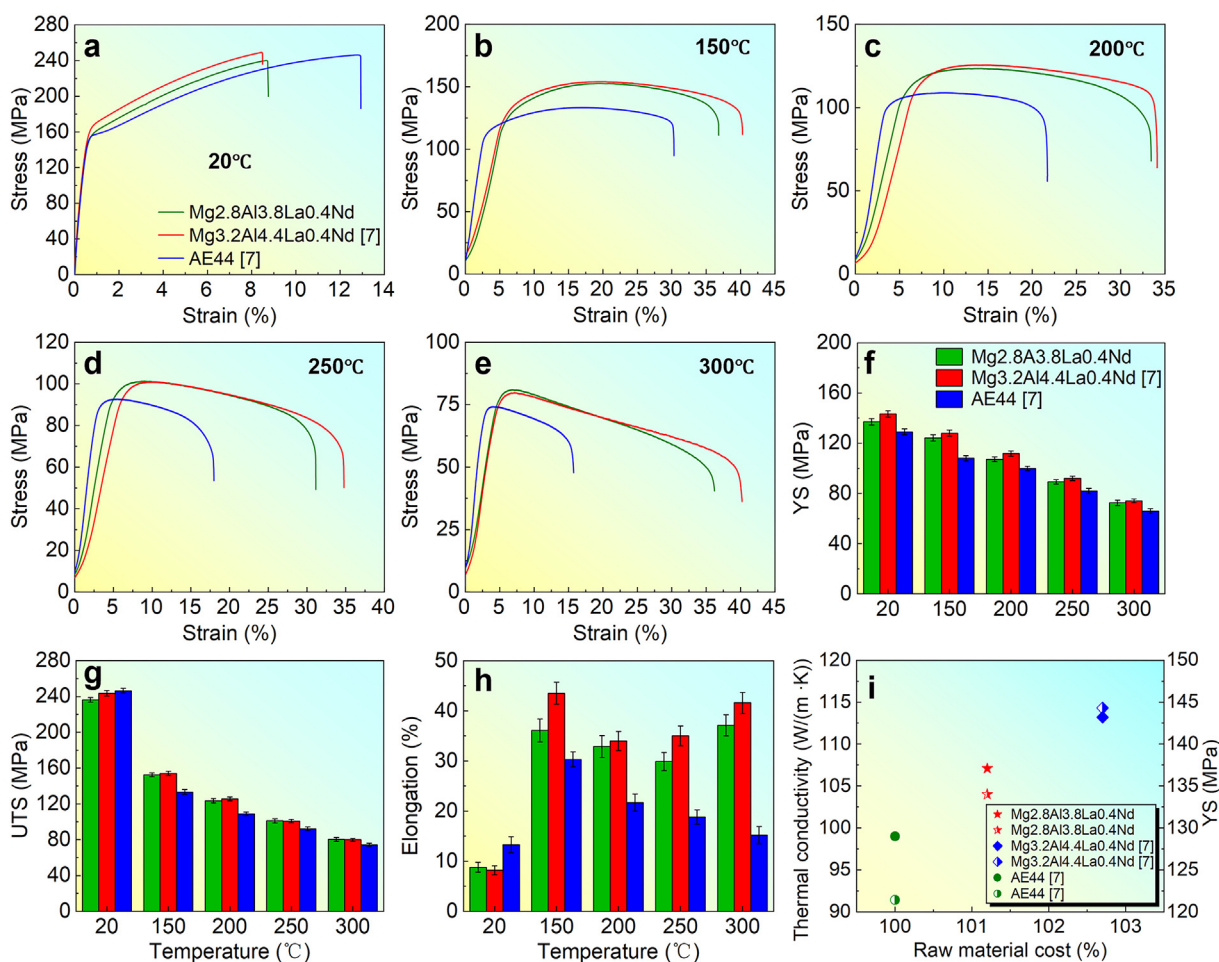 a
20℃
Mg2.8Al3.8La0.4Nd
Mg3.2Al4.4La0.4Nd [7]
AE44 [7]
Stress (MPa)
0 40 80 120 160 200 240 280
0 2 4 6 8 10 12 14
Strain (%)
b
150℃
Stress (MPa)
0 50 100 150 200
0 5 10 15 20 25 30 35 40 45
Strain (%)
c
200℃
Stress (MPa)
0 50 100 150
0 5 10 15 20 25 30 35
Strain (%)
d
250℃
Stress (MPa)
0 20 40 60 80 100 120
0 5 10 15 20 25 30 35 40
Strain (%)
e
300℃
Stress (MPa)
0 25 50 75 100
0 5 10 15 20 25 30 35 40 45
Strain (%)
f
Mg2.8A3.8La0.4Nd
Mg3.2Al4.4La0.4Nd [7]
AE44 [7]
YS (MPa)
0 40 80 120 160 200
20 150 200 250 300
g
UTS (MPa)
0 40 80 120 160 200 240 280
20 150 200 250 300
Temperature (℃)
h
Elongation (%)
0 10 20 30 40 50
20 150 200 250 300
Temperature (℃)
i
Thermal conductivity (W/(m ·K))
90 95 100 105 110 115 120
YS (MPa)
120 125 130 135 140 145 150
Mg2.8Al3.8La0.4Nd
Mg2.8Al3.8La0.4Nd
Mg3.2Al4.4La0.4Nd [7]
Mg3.2Al4.4La0.4Nd [7]
AE44 [7]
AE44 [7]
100 101 102 103
Raw material cost (%)